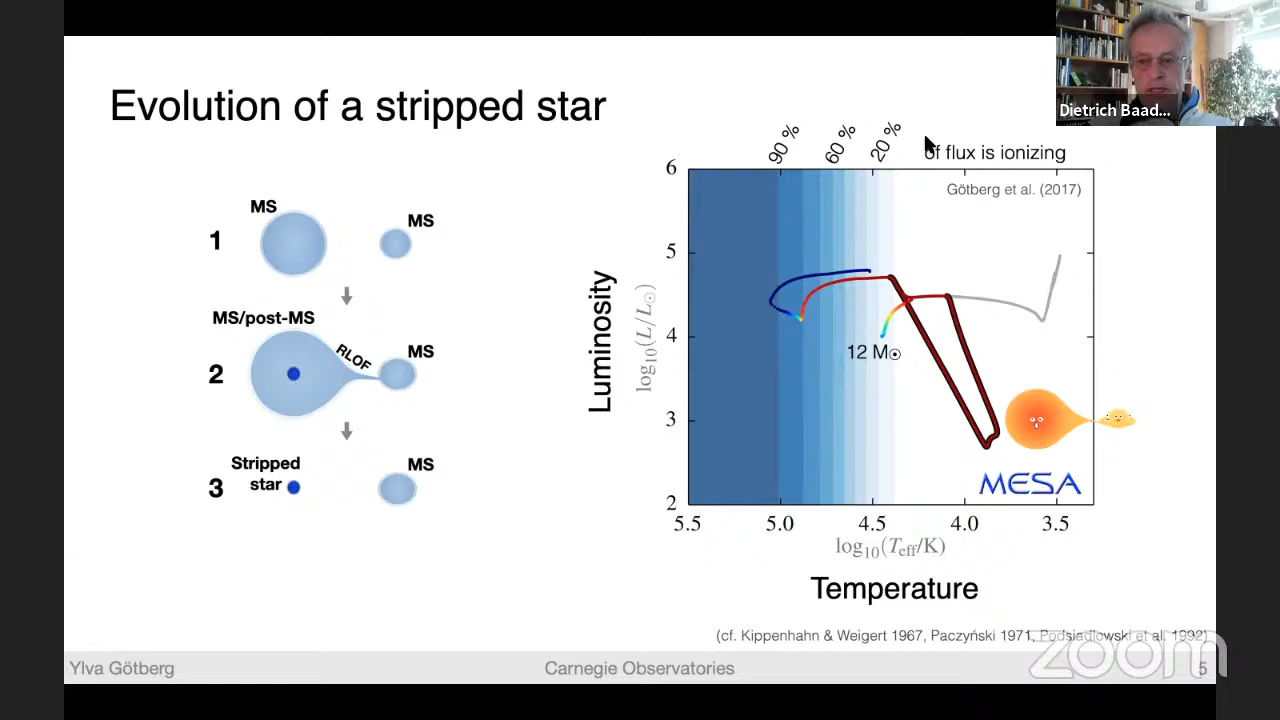 Dietrich Baad...
Evolution of a stripped star
MS
MS
1
MS/post-MS
RLOF
MS
2
Stripped
star
MS
3
90 %
60 %
20 %
of flux is ionizing
Götberg et al. (2017)
6
5
4
3
2
Luminosity
log10(L/L☉)
12 M☉
MESA
5.5
5.0
4.5
4.0
3.5
log10(Teff/K)
Temperature
(cf. Kippenhahn & Weigert 1967, Paczyński 1971, Podsiadlowski et al. 1992)
Ylva Götberg
Carnegie Observatories
5
zoom